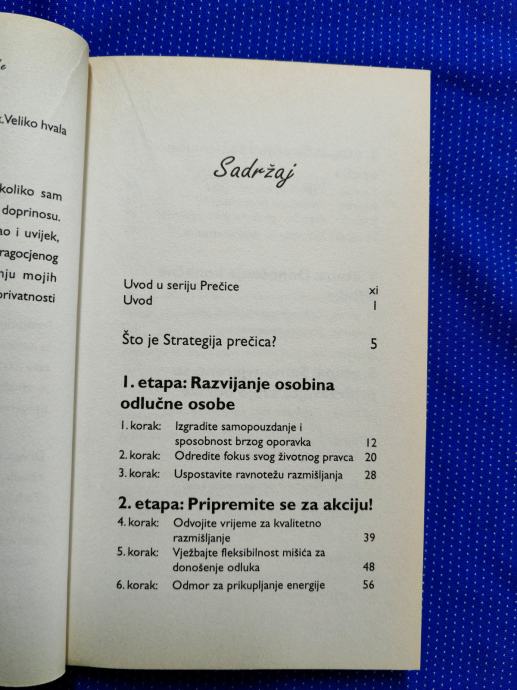 .Veliko hvala
koliko sam
doprinosu.
o i uvijek,
ragocjenog
nju mojih
privatnosti
Sadržaj
Uvod u seriju Prečice xi
Uvod 1
Što je Strategija prečica? 5
1. etapa: Razvijanje osobina
odlučne osobe
1. korak: Izgradite samopouzdanje i
sposobnost brzog oporavka 12
2. korak: Odredite fokus svog životnog pravca 20
3. korak: Uspostavite ravnotežu razmišljanja 28
2. etapa: Pripremite se za akciju!
4. korak: Odvojite vrijeme za kvalitetno
razmišljanje 39
5. korak: Vježbajte fleksibilnost mišića za
donošenje odluka 48
6. korak: Odmor za prikupljanje energije 56